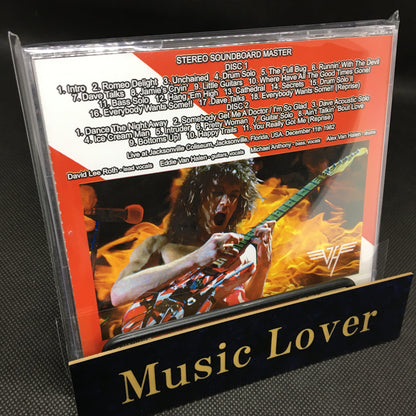 STEREO SOUNDBOARD MASTER
DISC 1
1. Intro 2. Romeo Delight 3. Unchained 4. Drum Solo 5. The Full Bug 6. Runnin' With The Devil
7. Dave Talks 8. Jamie's Cryin' 9. Little Guitars 10. Where Have All The Good Times Gone!
11. Bass Solo 12. Hang 'Em High 13. Cathedral 14. Secrets 15. Drum Solo II
16. Everybody Wants Some!! 17. Dave Talks 18. Everybody Wants Some!! (Reprise)
DISC 2
1. Dance The Night Away 2. Somebody Get Me A Doctor / I'm So Glad 3. Dave Acoustic Solo
4. Ice Cream Man 5. Intruder 6. Pretty Woman 7. Guitar Solo 8. Ain't Talkin' 'Bout Love
9. Bottoms Up! 10. Happy Trails 11. You Really Got Me (Reprise)
Live at Jacksonville Coliseum, Jacksonville, Florida, USA, December 11th 1982
David Lee Roth - lead vocals Eddie Van Halen - guitars, vocals Michael Anthony - bass, vocals Alex Van Halen - drums
VH
Music Lover